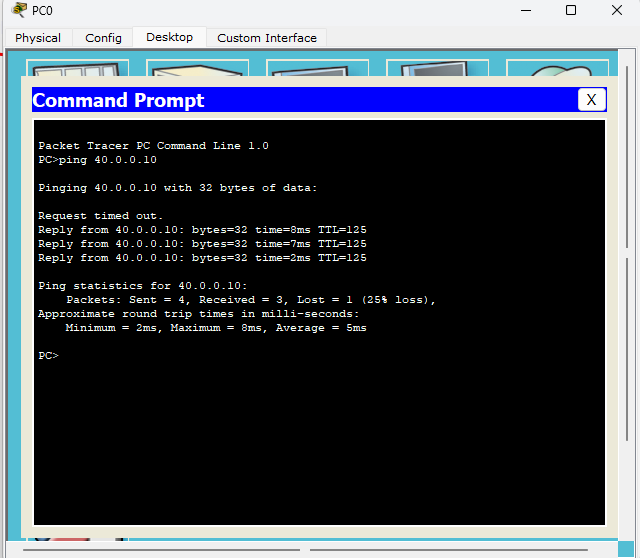 PC0
Physical Config Desktop Custom Interface
Command Prompt X
Packet Tracer PC Command Line 1.0
PC>ping 40.0.0.10
Pinging 40.0.0.10 with 32 bytes of data:
Request timed out.
Reply from 40.0.0.10: bytes=32 time=8ms TTL=125
Reply from 40.0.0.10: bytes=32 time=7ms TTL=125
Reply from 40.0.0.10: bytes=32 time=2ms TTL=125
Ping statistics for 40.0.0.10:
Packets: Sent = 4, Received = 3, Lost = 1 (25% loss),
Approximate round trip times in milli-seconds:
Minimum = 2ms, Maximum = 8ms, Average = 5ms
PC>